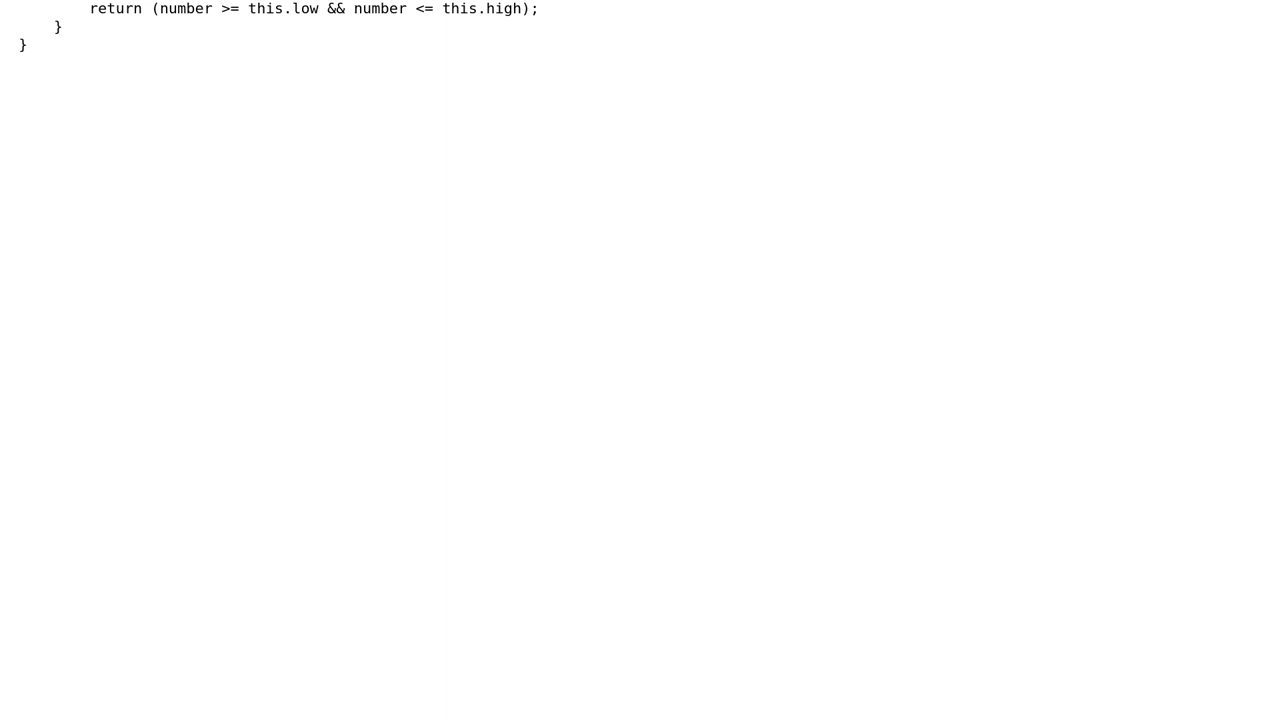 return (number >= this.low && number <= this.high);
    }
}